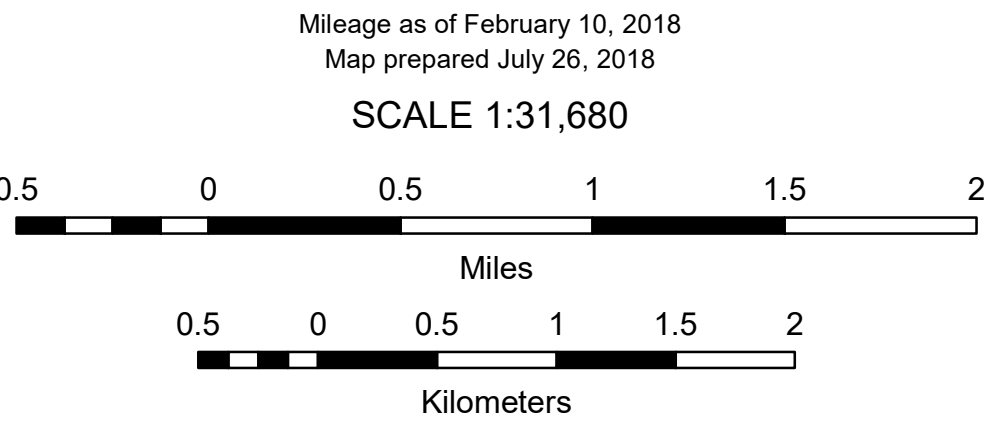 Mileage as of February 10, 2018
Map prepared July 26, 2018
SCALE 1:31,680
0.5 0 0.5 1 1.5 2
Miles
0.5 0 0.5 1 1.5 2
Kilometers